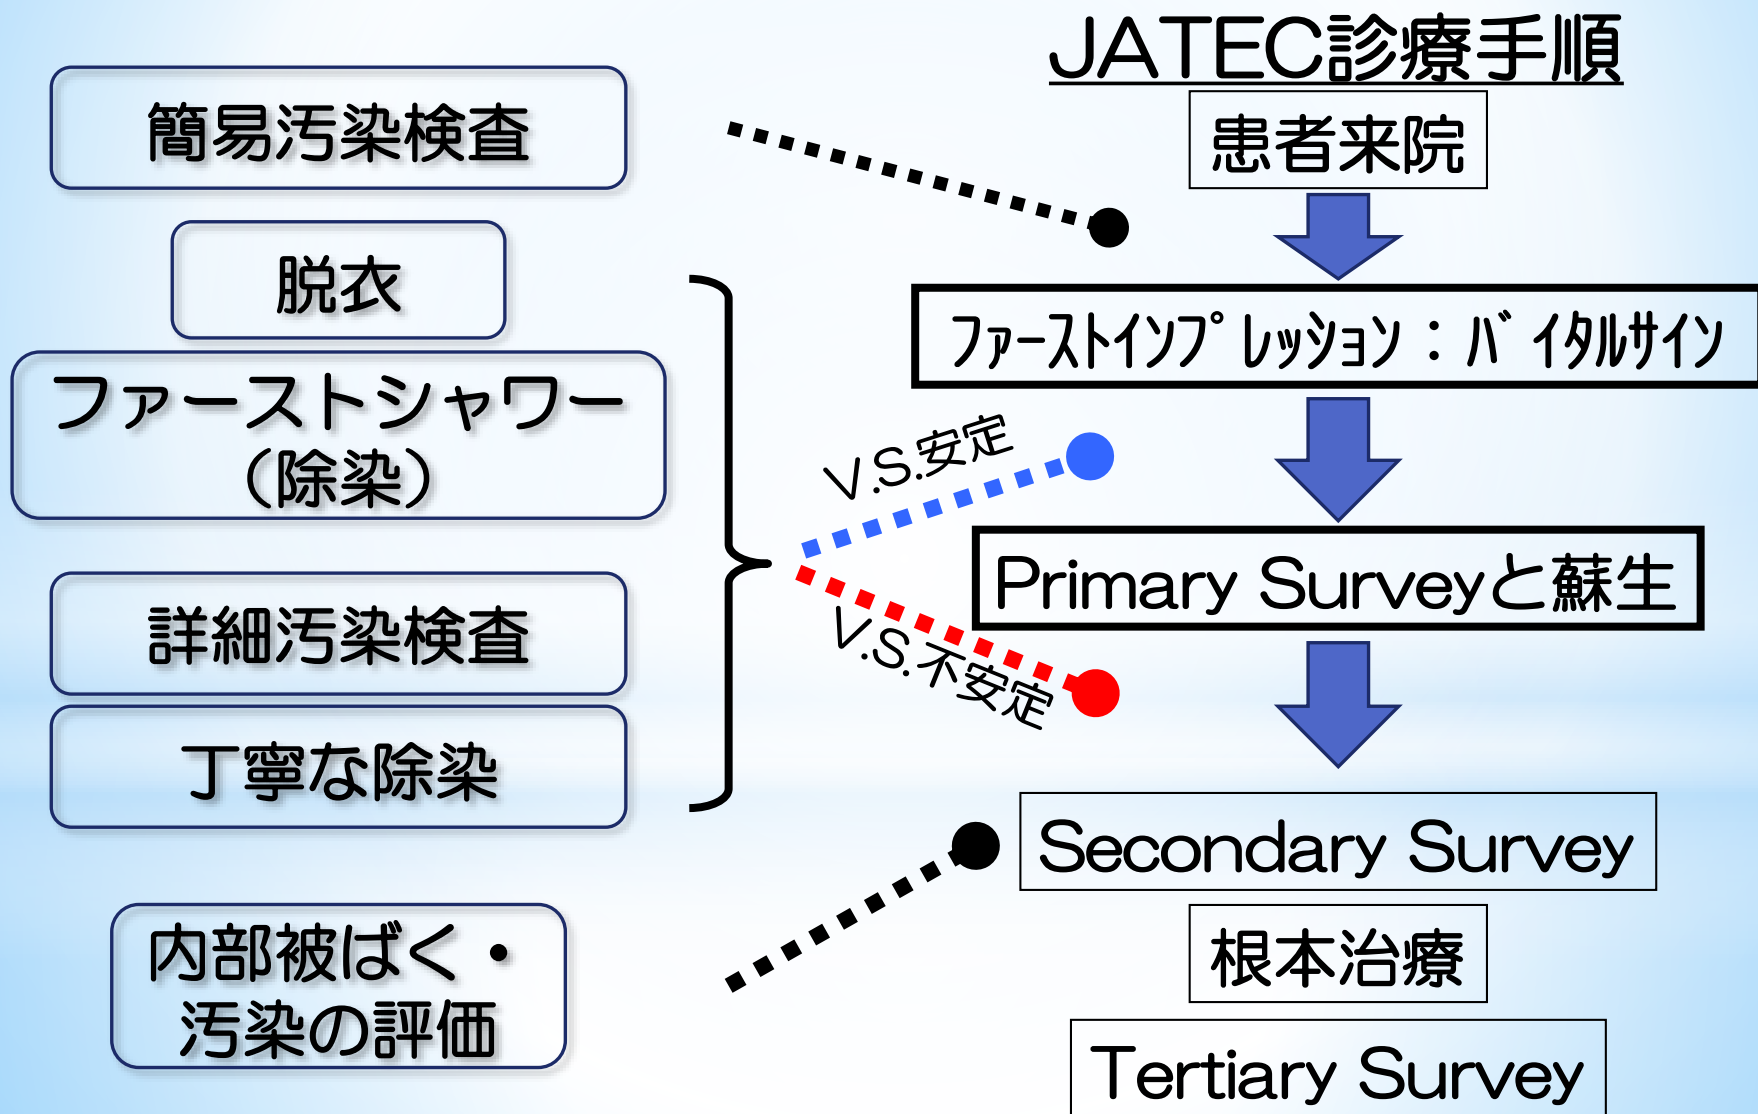 簡易汚染検査
脱衣
ファーストシャワー
（除染）
詳細汚染検査
丁寧な除染
内部被ばく・
汚染の評価
V.S.安定
V.S.不安定
JATEC診療手順
患者来院
ﾌｧｰｽﾄｲﾝﾌﾟﾚｯｼｮﾝ：ﾊﾞｲﾀﾙｻｲﾝ
Primary Surveyと蘇生
Secondary Survey
根本治療
Tertiary Survey